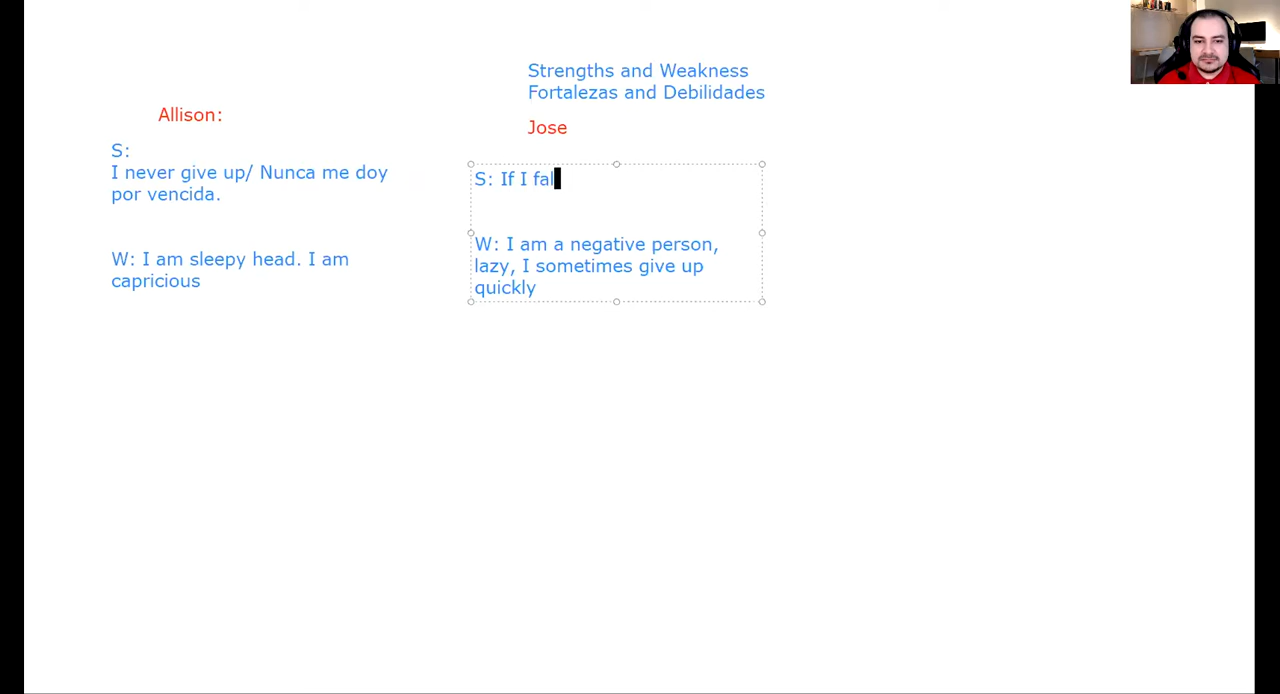 Strengths and Weakness
Fortalezas and Debilidades
Allison:
S:
I never give up/ Nunca me doy
por vencida.
W: I am sleepy head. I am
capricious
Jose
S: If I fal
W: I am a negative person,
lazy, I sometimes give up
quickly